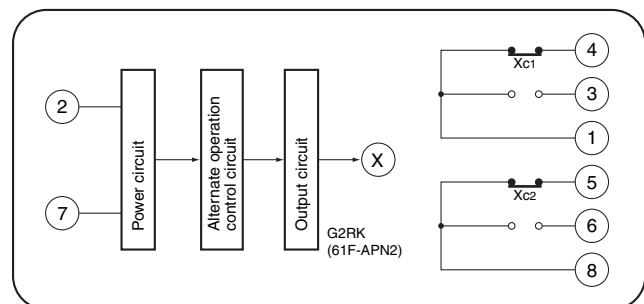 2
7
Power circuit
Alternate operation
control circuit
Output circuit
X
G2RK
(61F-APN2)
4
Xc1
3
1
5
Xc2
6
8